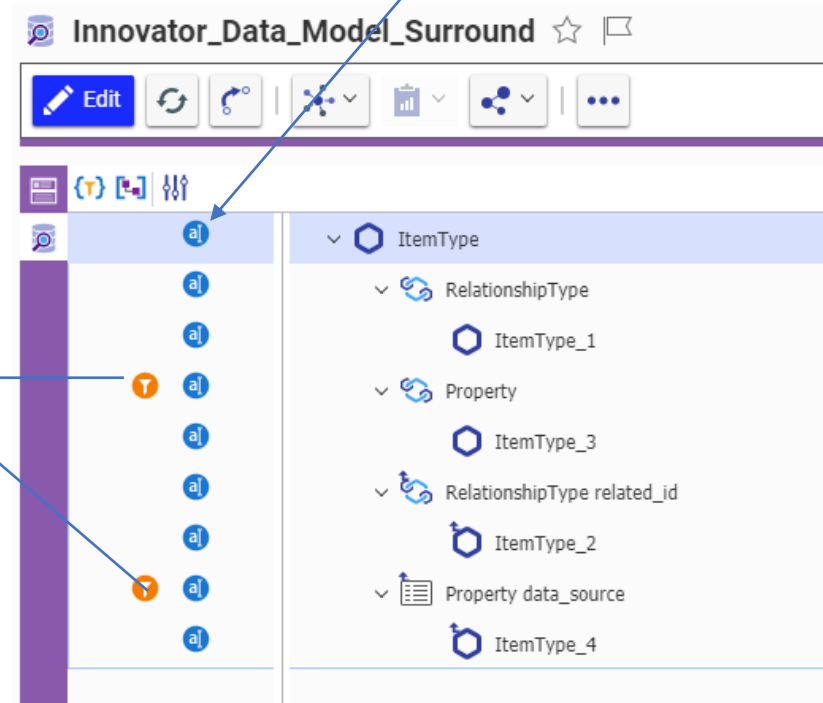 Innovator_Data_Model_Surround
Edit
{T}
a ItemType
a RelationshipType
a ItemType_1
a Property
a ItemType_3
a RelationshipType related_id
a ItemType_2
a Property data_source
a ItemType_4